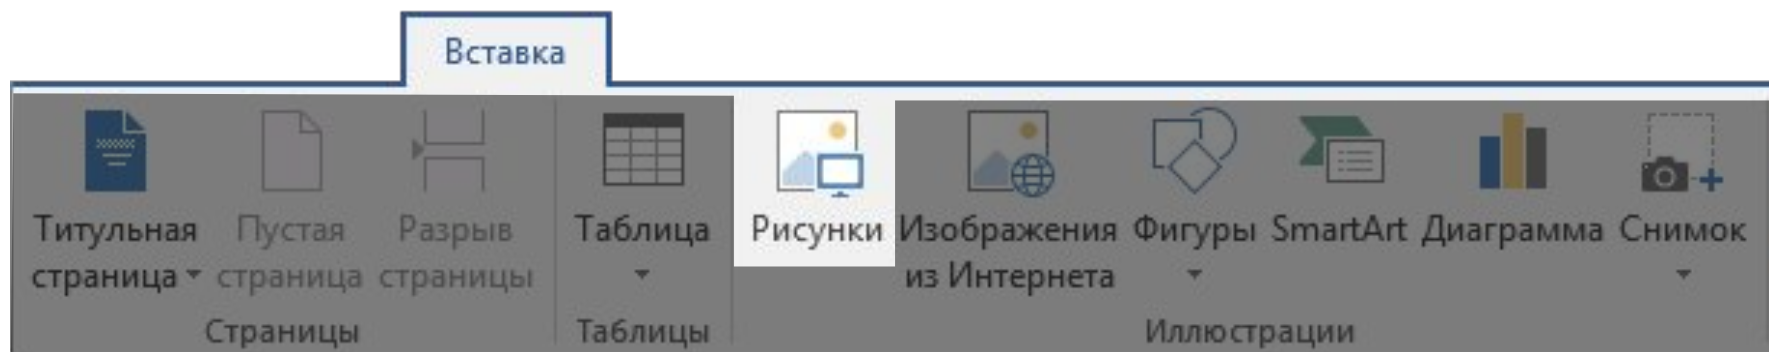 Вставка
Титульная страница
Пустая страница
Разрыв страницы
Таблица
Рисунки
Изображения из Интернета
Фигуры
SmartArt
Диаграмма
Снимок
Страницы
Таблицы
Иллюстрации